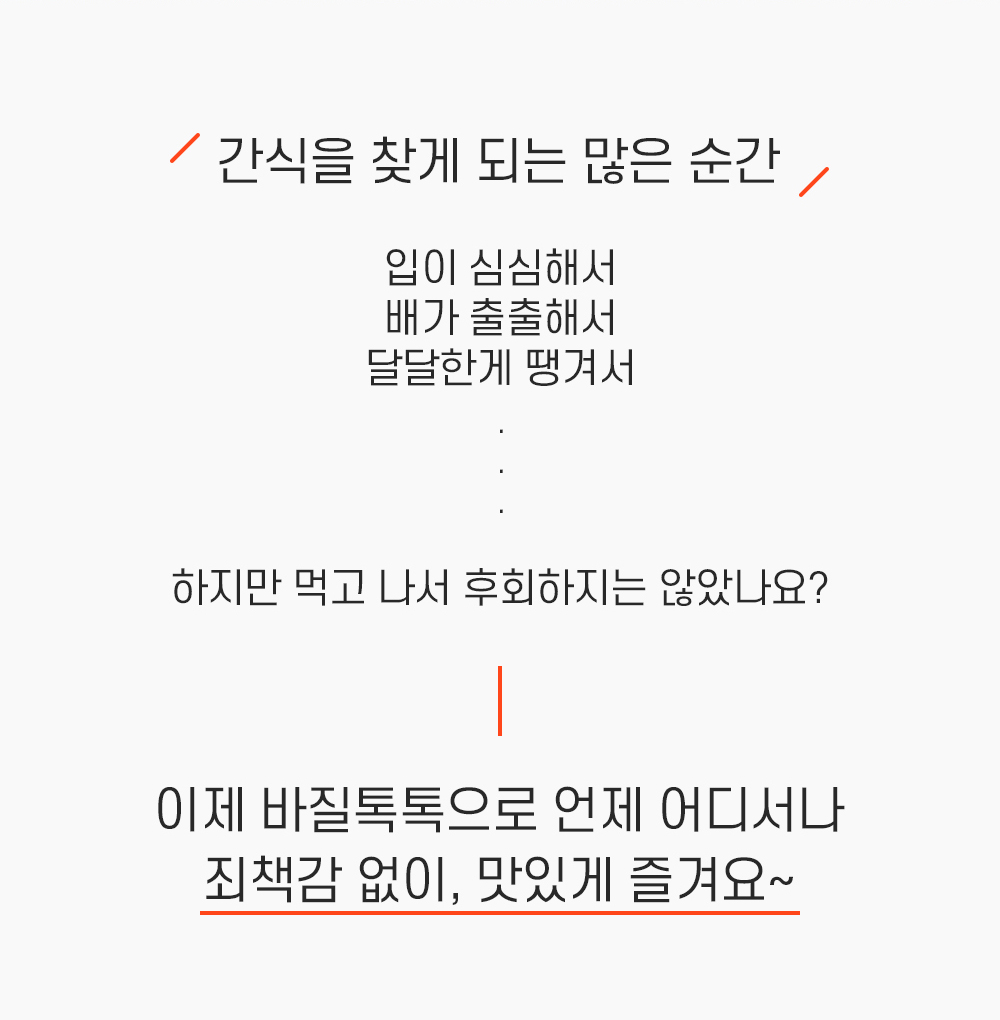 간식을 찾게 되는 많은 순간
입이 심심해서
배가 출출해서
달달한게 땡겨서
.
.
.
하지만 먹고 나서 후회하지는 않았나요?
이제 바질톡톡으로 언제 어디서나
죄책감 없이, 맛있게 즐겨요~